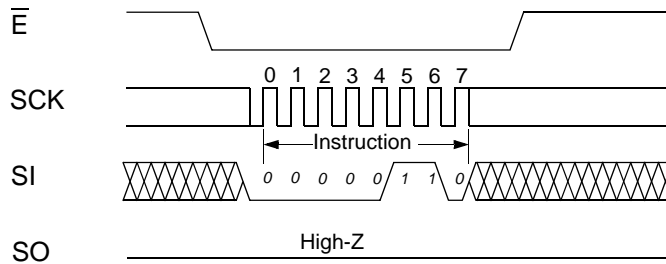 E
SCK 0 1 2 3 4 5 6 7
Instruction
SI 0 0 0 0 0 1 1 0
SO High-Z